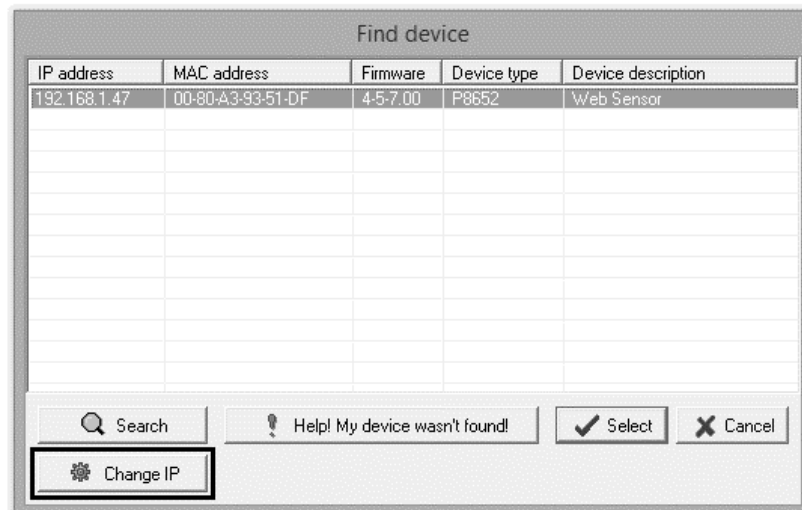 Find device
IP address MAC address Firmware Device type Device description
192.168.1.47 00-80-A3-93-51-DF 4-5-7.00 P8652 Web Sensor
Search Help! My device wasn't found! Select Cancel
Change IP